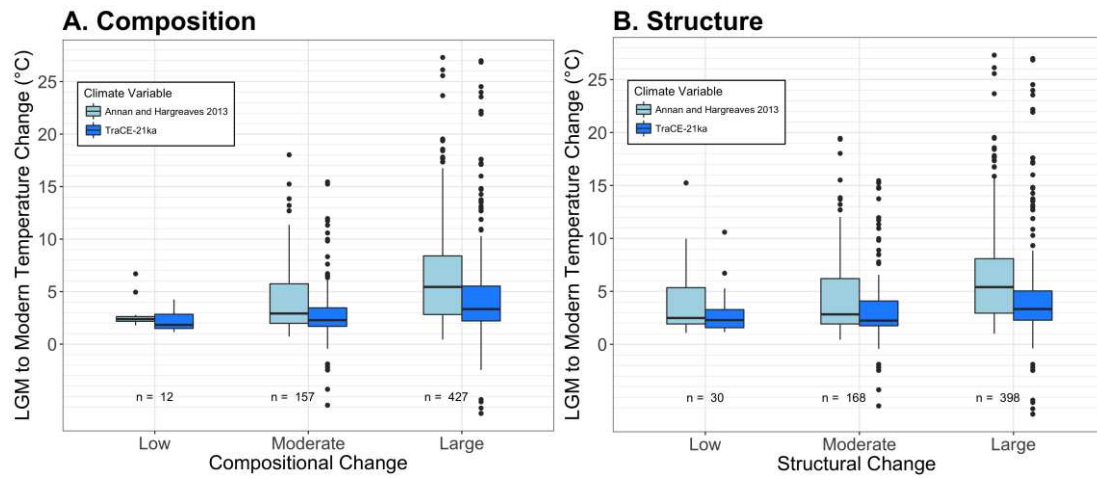 A. Composition
LGM to Modern Temperature Change (°C)
25
20
15
10
5
0
Climate Variable
Annan and Hargreaves 2013
TraCE-21ka
n = 12
n = 157
n = 427
Low
Moderate
Large
Compositional Change
B. Structure
LGM to Modern Temperature Change (°C)
25
20
15
10
5
0
Climate Variable
Annan and Hargreaves 2013
TraCE-21ka
n = 30
n = 168
n = 398
Low
Moderate
Large
Structural Change